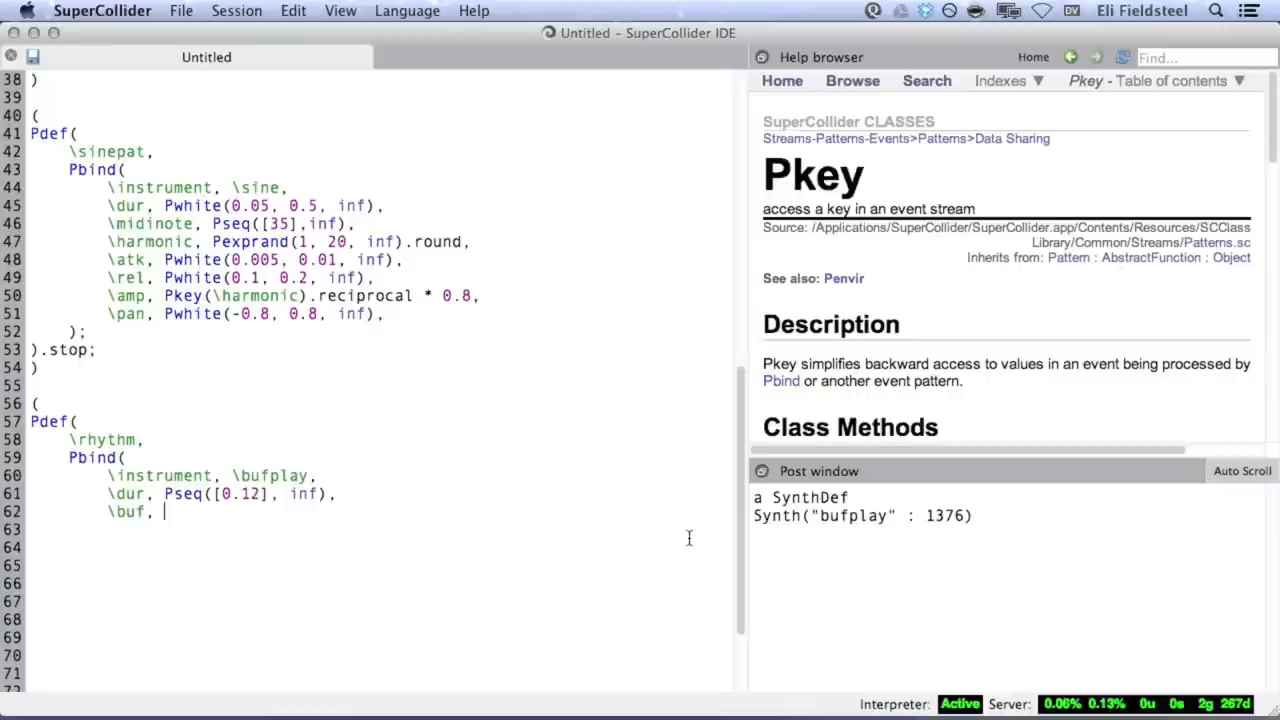 SuperCollider File Session Edit View Language Help DV Eli Fieldsteel
Untitled - SuperCollider IDE
Untitled
38 )
39
40 (
41 Pdef(
42 \sinepat,
43 Pbind(
44 \instrument, \sine,
45 \dur, Pwhite(0.05, 0.5, inf),
46 \midinote, Pseq([35],inf),
47 \harmonic, Pexprand(1, 20, inf).round,
48 \atk, Pwhite(0.005, 0.01, inf),
49 \rel, Pwhite(0.1, 0.2, inf),
50 \amp, Pkey(\harmonic).reciprocal * 0.8,
51 \pan, Pwhite(-0.8, 0.8, inf),
52 );
53 ).stop;
54 )
55
56 (
57 Pdef(
58 \rhythm,
59 Pbind(
60 \instrument, \bufplay,
61 \dur, Pseq([0.12], inf),
62 \buf,
63
64
65
66
67
68
69
70
71
72
Help browser Home Find...
Home Browse Search Indexes ▼ Pkey - Table of contents ▼
SuperCollider CLASSES
Streams-Patterns-Events>Patterns>Data Sharing
Pkey
access a key in an event stream
Source: /Applications/SuperCollider/SuperCollider.app/Contents/Resources/SCClass
Library/Common/Streams/Patterns.sc
Inherits from: Pattern : AbstractFunction : Object
See also: Penvir
Description
Pkey simplifies backward access to values in an event being processed by
Pbind or another event pattern.
Class Methods
Post window Auto Scroll
a SynthDef
Synth("bufplay" : 1376)
Interpreter: Active Server: 0.06% 0.13% 0u 0s 2g 267d